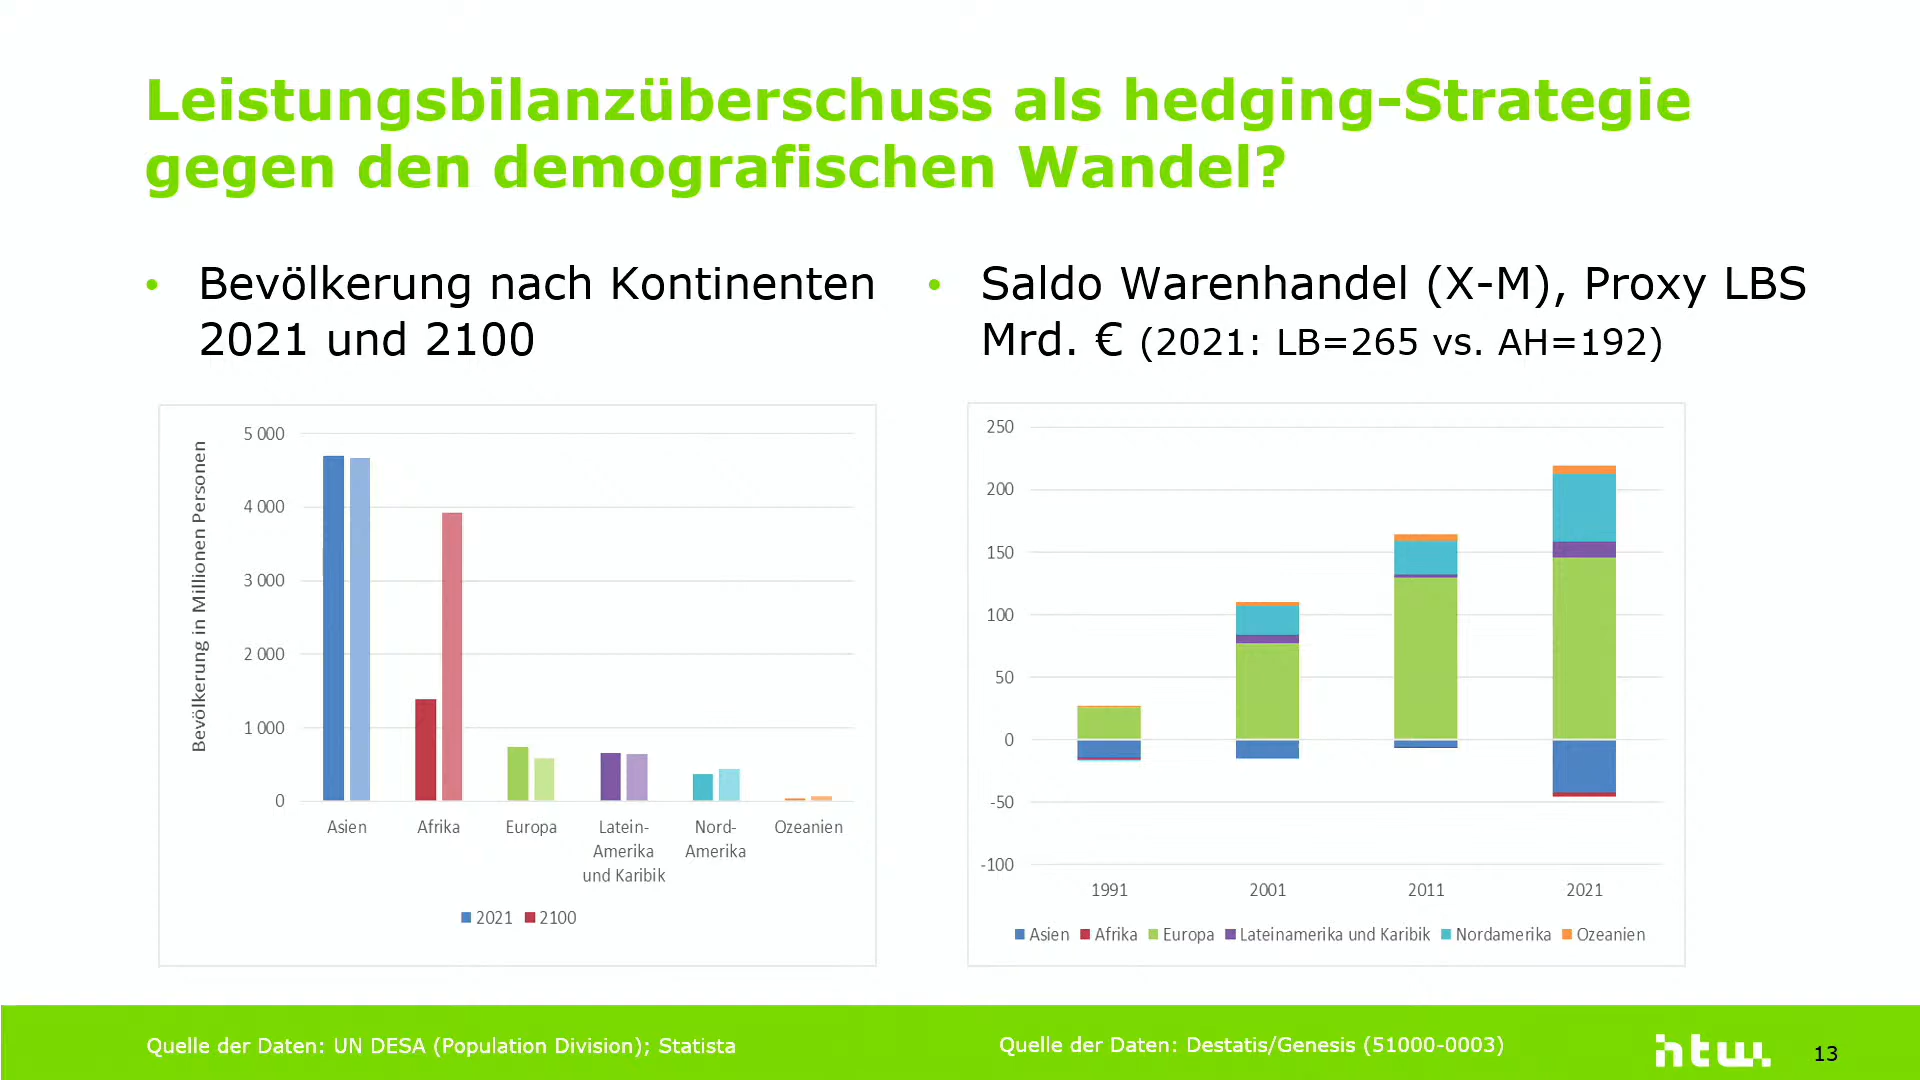 Leistungsbilanzüberschuss als hedging-Strategie
gegen den demografischen Wandel?
• Bevölkerung nach Kontinenten
2021 und 2100
Bevölkerung in Millionen Personen
5 000
4 000
3 000
2 000
1 000
0
Asien Afrika Europa Latein- Nord- Ozeanien
Amerika Amerika
und Karibik
2021 2100
• Saldo Warenhandel (X-M), Proxy LBS
Mrd. € (2021: LB=265 vs. AH=192)
250
200
150
100
50
0
-50
-100
1991 2001 2011 2021
Asien Afrika Europa Lateinamerika und Karibik Nordamerika Ozeanien
Quelle der Daten: UN DESA (Population Division); Statista
Quelle der Daten: Destatis/Genesis (51000-0003)
htw.
13